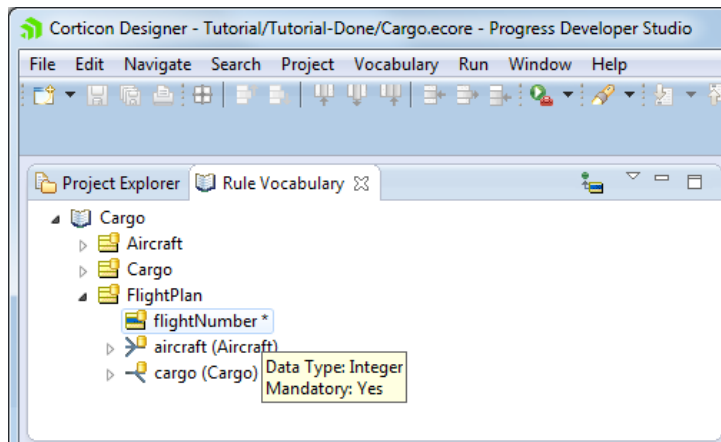 Corticon Designer - Tutorial/Tutorial-Done/Cargo.ecore - Progress Developer Studio
File Edit Navigate Search Project Vocabulary Run Window Help
Project Explorer Rule Vocabulary
Cargo
Aircraft
Cargo
FlightPlan
flightNumber *
aircraft (Aircraft)
cargo (Cargo)
Data Type: Integer
Mandatory: Yes